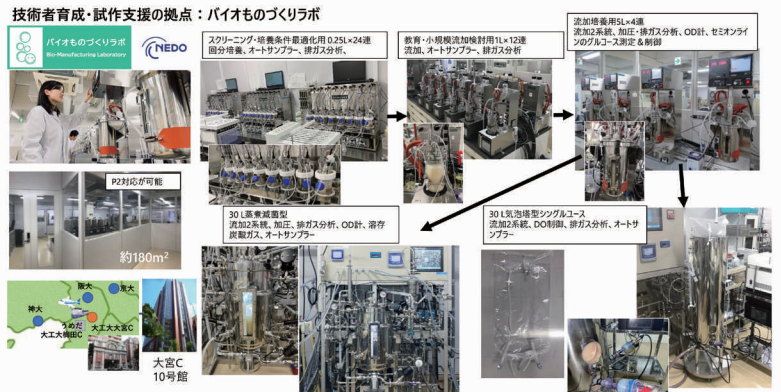 技術者育成・試作支援の拠点:バイオものづくりラボ
バイオものづくりラボ
Bio-Manufacturing Laboratory
NEDO
スクリーニング・培養条件最適化用 0.25L×24連
回分培養、オートサンプラー、排ガス分析、
教育・小規模流加検討用1L×12連
流加、オートサンプラー、排ガス分析
流加培養用5L×4連
流加2系統、加圧・排ガス分析、OD計、セミオンライ
ンのグルコース測定&制御
P2対応が可能
約180m²
30 L蒸煮滅菌型
流加2系統、加圧、排ガス分析、OD計、溶存
炭酸ガス、オートサンプラー
30 L気泡塔型シングルユース
流加2系統、DO制御、排ガス分析、オートサ
ンプラー
阪大
京大
神大
うめだ
大工大梅田C
大工大大宮C
大宮C
10号館